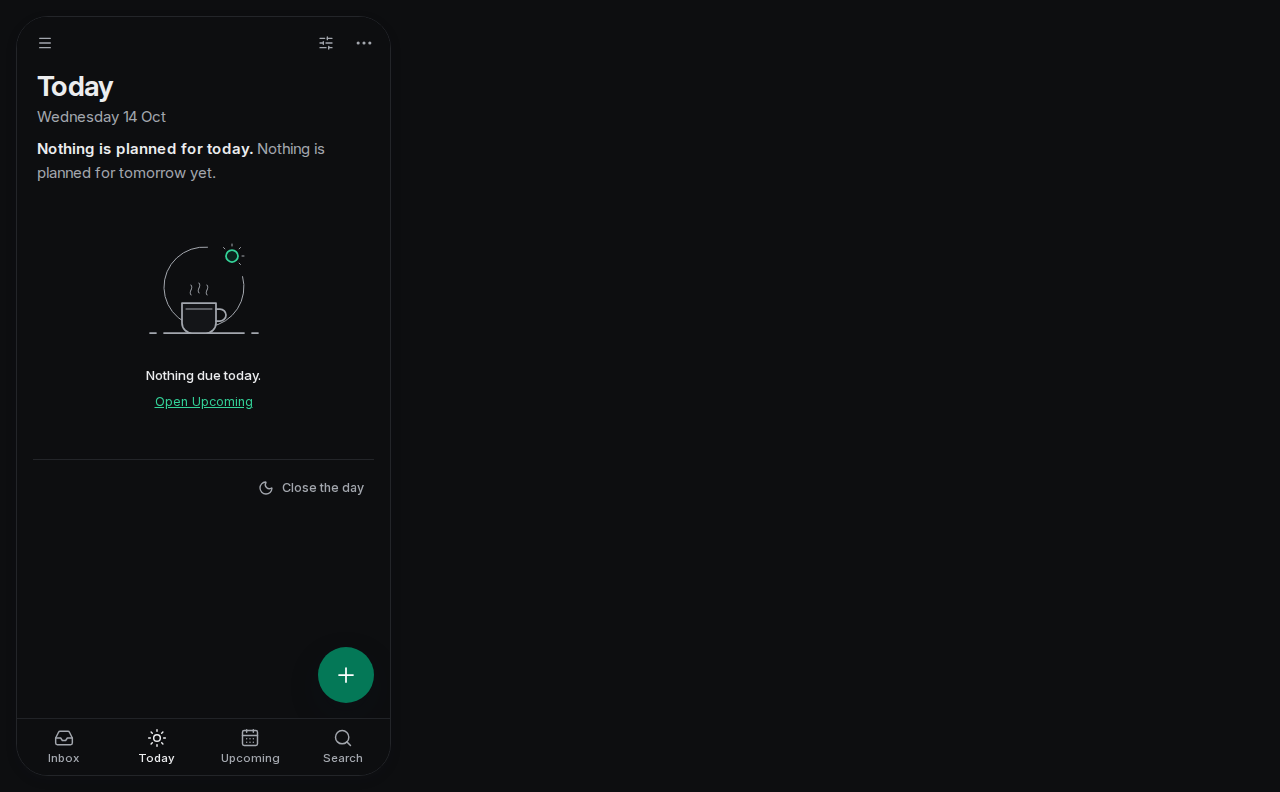 Today
Wednesday 14 Oct
Nothing is planned for today. Nothing is
planned for tomorrow yet.
Nothing due today.
Open Upcoming
Close the day
Inbox
Today
Upcoming
Search